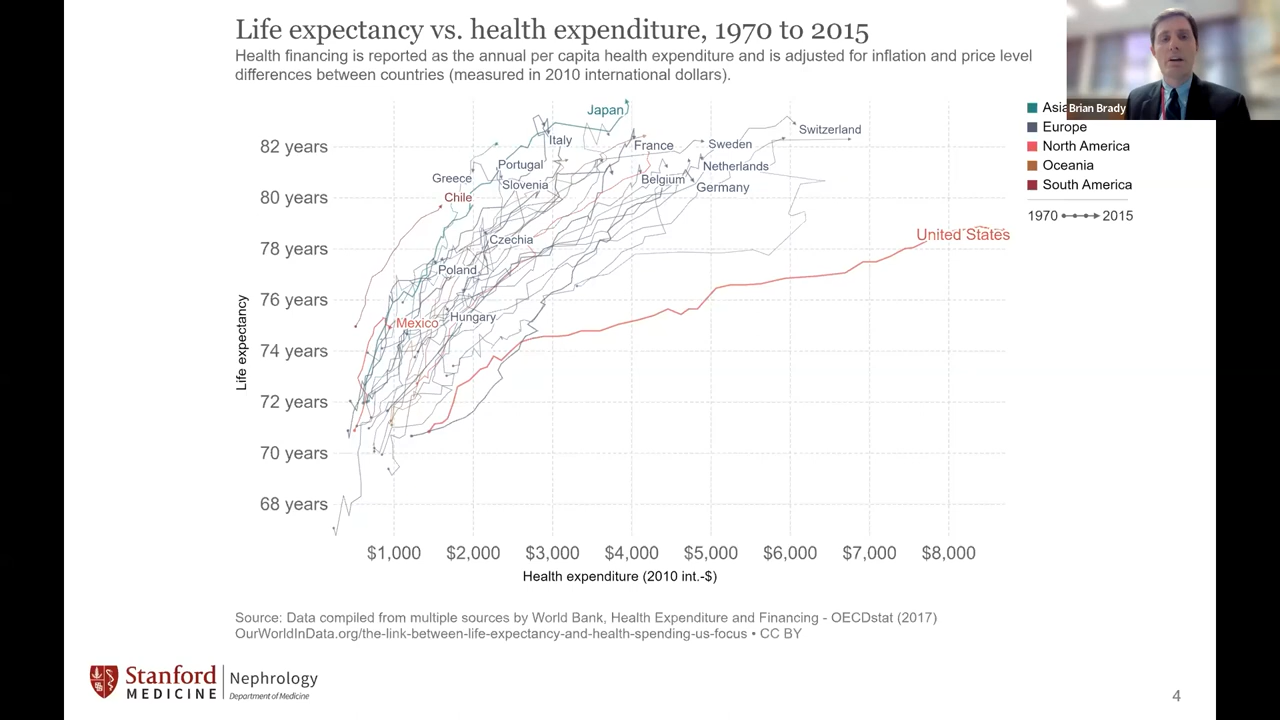 Life expectancy vs. health expenditure, 1970 to 2015
Health financing is reported as the annual per capita health expenditure and is adjusted for inflation and price level
differences between countries (measured in 2010 international dollars).
Brian Brady
Europe
North America
Oceania
South America
1970
2015
Japan
Italy
France
Sweden
Switzerland
Portugal
Netherlands
Greece
Slovenia
Belgium
Germany
Chile
Czechia
United States
Poland
Mexico
Hungary
82 years
80 years
78 years
76 years
74 years
72 years
70 years
68 years
Life expectancy
$1,000 $2,000 $3,000 $4,000 $5,000 $6,000 $7,000 $8,000
Health expenditure (2010 int.-$)
Source: Data compiled from multiple sources by World Bank, Health Expenditure and Financing - OECDstat (2017)
OurWorldInData.org/the-link-between-life-expectancy-and-health-spending-us-focus • CC BY
Stanford
MEDICINE
Nephrology
Department of Medicine
4